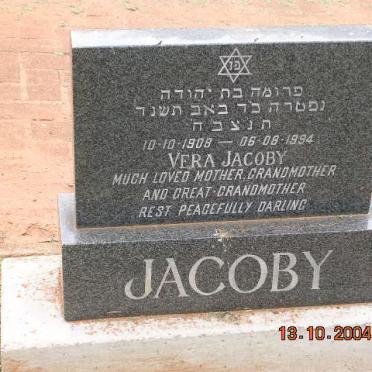 פנ
פרומה בת יהודה
נפטרה כד באב תשנד
תנצבה
10-10-1908 — 06-08-1994
VERA JACOBY
MUCH LOVED MOTHER, GRANDMOTHER
AND GREAT-GRANDMOTHER
REST PEACEFULLY DARLING
JACOBY
13.10.2004